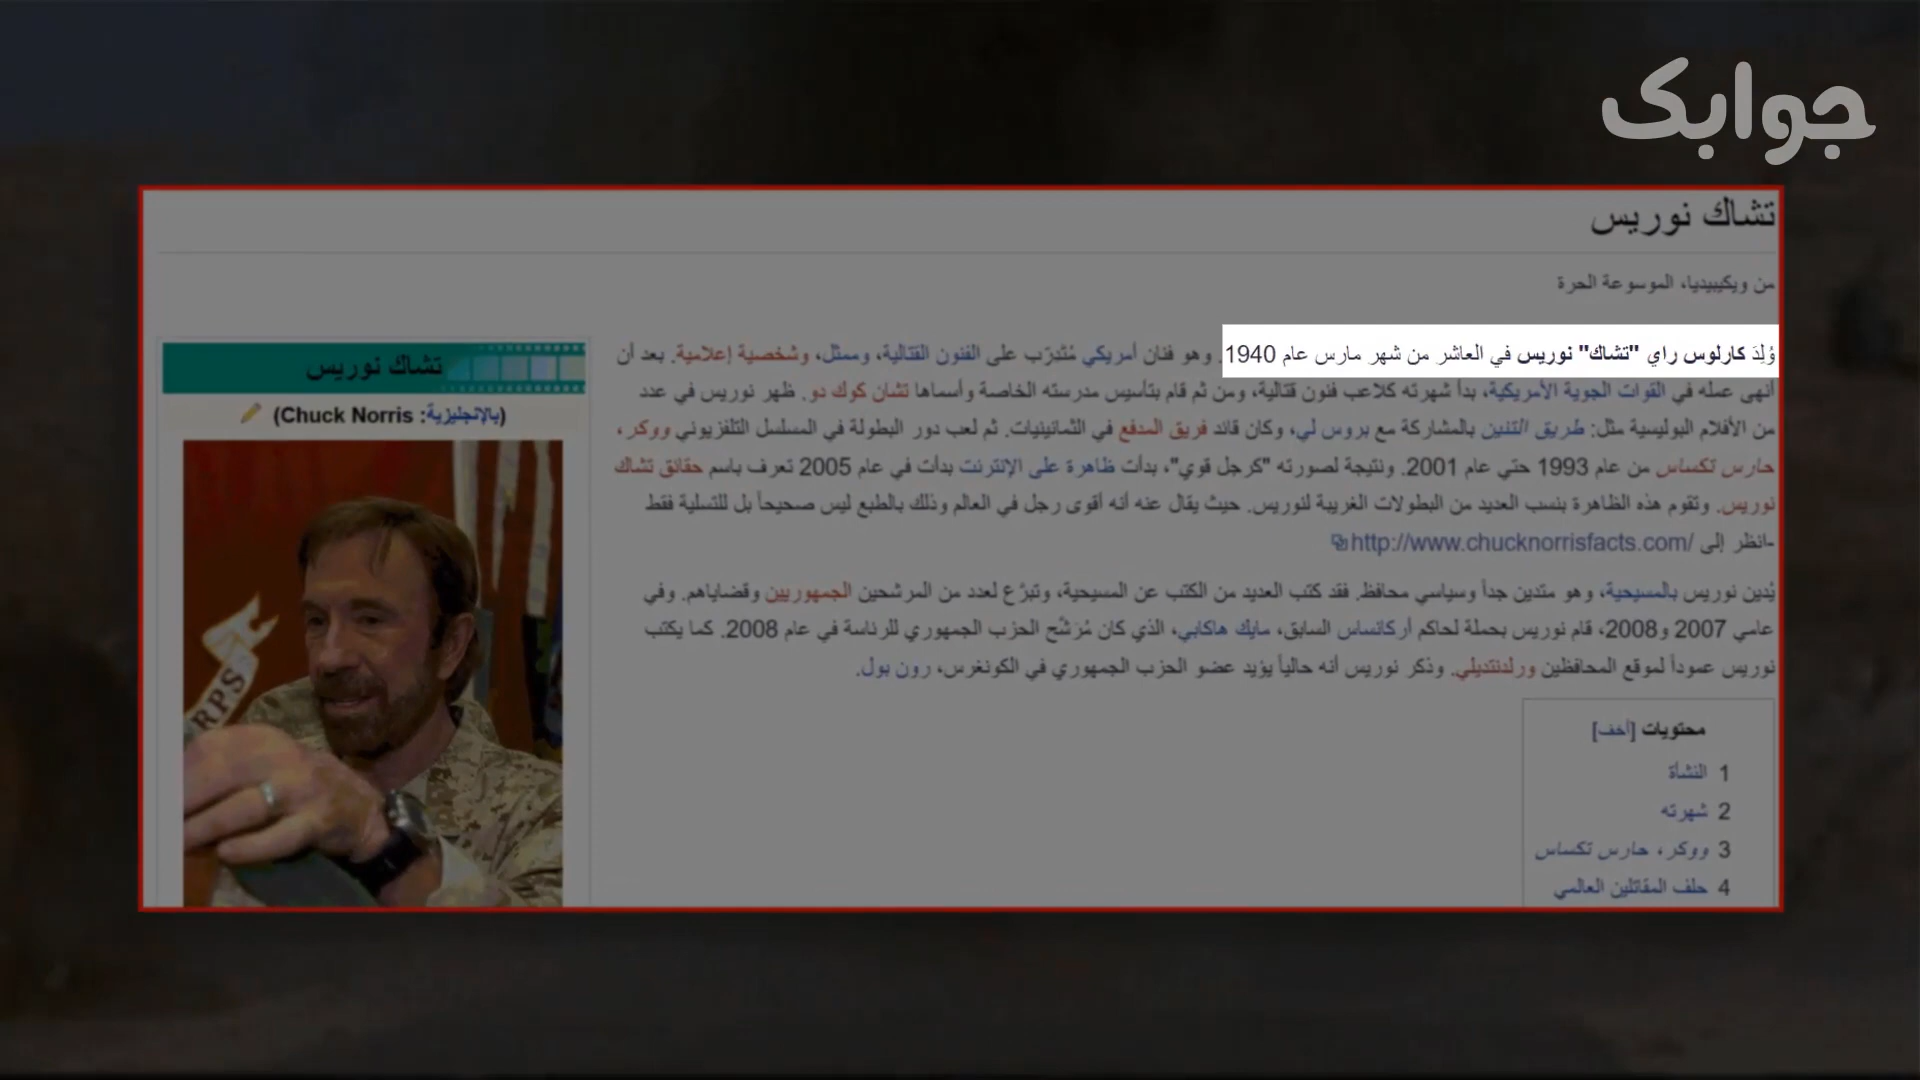 جوابک
تشاك نوريس
من ويكيبيديا، الموسوعة الحرة
وُلِدَ كارلوس راي "تشاك" نوريس في العاشر من شهر مارس عام 1940. وهو فنان أمريكي مُتَدرّب على الفنون القتالية، وممثل، وشخصية إعلامية. بعد أن
أنهى عمله في القوات الجوية الأمريكية، بدأ شهرته كلاعب فنون قتالية، ومن ثم قام بتأسيس مدرسته الخاصة وأسماها تشان كوك دو. ظهر نوريس في عدد
من الأفلام البوليسية مثل: طريق التنين بالمشاركة مع بروس لي، وكان قائد فريق المدفع في الثمانينيات. ثم لعب دور البطولة في المسلسل التلفزيوني ووكر،
حارس تكساس من عام 1993 حتي عام 2001. ونتيجة لصورته "كرجل قوي"، بدأت ظاهرة على الإنترنت بدأت في عام 2005 تعرف باسم حقائق تشاك
نوريس. وتقوم هذه الظاهرة بنسب العديد من البطولات الغريبة لنوريس. حيث يقال عنه أنه أقوى رجل في العالم وذلك بالطبع ليس صحيحاً بل للتسلية فقط
-انظر إلى http://www.chucknorrisfacts.com/
يُدين نوريس بالمسيحية، وهو متدين جداً وسياسي محافظ. فقد كتب العديد من الكتب عن المسيحية، وتبرَّع لعدد من المرشحين الجمهوريين وقضاياهم. وفي
عامي 2007 و2008، قام نوريس بحملة لحاكم أركانساس السابق، مايك هاكابي، الذي كان مُرَشَّح الحزب الجمهوري للرئاسة في عام 2008. كما يكتب
نوريس عموداً لموقع المحافظين ورلدنتديلي. وذكر نوريس أنه حالياً يؤيد عضو الحزب الجمهوري في الكونغرس، رون بول.
محتويات [أخف]
1 النشأة
2 شهرته
3 ووكر، حارس تكساس
4 حلف المقاتلين العالمي
تشاك نوريس
(بالإنجليزية: Chuck Norris)
RPS